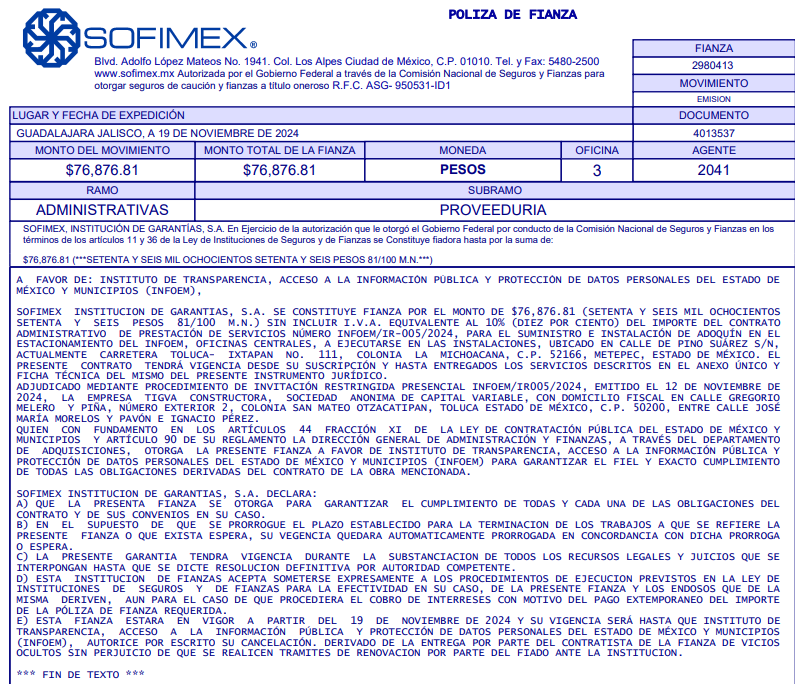 POLIZA DE FIANZA
SOFIMEX®
Blvd. Adolfo López Mateos No. 1941. Col. Los Alpes Ciudad de México, C.P. 01010. Tel. y Fax: 5480-2500
www.sofimex.mx Autorizada por el Gobierno Federal a través de la Comisión Nacional de Seguros y Fianzas para
otorgar seguros de caución y fianzas a título oneroso R.F.C. ASG- 950531-ID1
FIANZA
2980413
MOVIMIENTO
EMISION
LUGAR Y FECHA DE EXPEDICIÓN DOCUMENTO
GUADALAJARA JALISCO, A 19 DE NOVIEMBRE DE 2024 4013537
MONTO DEL MOVIMIENTO MONTO TOTAL DE LA FIANZA MONEDA OFICINA AGENTE
$76,876.81 $76,876.81 PESOS 3 2041
RAMO SUBRAMO
ADMINISTRATIVAS PROVEEDURIA
SOFIMEX, INSTITUCIÓN DE GARANTÍAS, S.A. En Ejercicio de la autorización que le otorgó el Gobierno Federal por conducto de la Comisión Nacional de Seguros y Fianzas en los
términos de los artículos 11 y 36 de la Ley de Instituciones de Seguros y de Fianzas se Constituye fiadora hasta por la suma de:
$76,876.81 (***SETENTA Y SEIS MIL OCHOCIENTOS SETENTA Y SEIS PESOS 81/100 M.N.***)
A FAVOR DE: INSTITUTO DE TRANSPARENCIA, ACCESO A LA INFORMACIÓN PÚBLICA Y PROTECCIÓN DE DATOS PERSONALES DEL ESTADO DE
MÉXICO Y MUNICIPIOS (INFOEM),
SOFIMEX INSTITUCION DE GARANTIAS, S.A. SE CONSTITUYE FIANZA POR EL MONTO DE $76,876.81 (SETENTA Y SEIS MIL OCHOCIENTOS
SETENTA Y SEIS PESOS 81/100 M.N.) SIN INCLUIR I.V.A. EQUIVALENTE AL 10% (DIEZ POR CIENTO) DEL IMPORTE DEL CONTRATO
ADMINISTRATIVO DE PRESTACIÓN DE SERVICIOS NÚMERO INFOEM/IR-005/2024, PARA EL SUMINISTRO E INSTALACIÓN DE ADOQUÍN EN EL
ESTACIONAMIENTO DEL INFOEM, OFICINAS CENTRALES, A EJECUTARSE EN LAS INSTALACIONES, UBICADO EN CALLE DE PINO SUÁREZ S/N,
ACTUALMENTE CARRETERA TOLUCA- IXTAPAN NO. 111, COLONIA LA MICHOACANA, C.P. 52166, METEPEC, ESTADO DE MÉXICO. EL
PRESENTE CONTRATO TENDRÁ VIGENCIA DESDE SU SUSCRIPCIÓN Y HASTA ENTREGADOS LOS SERVICIOS DESCRITOS EN EL ANEXO ÚNICO Y
FICHA TÉCNICA DEL MISMO DEL PRESENTE INSTRUMENTO JURÍDICO.
ADJUDICADO MEDIANTE PROCEDIMIENTO DE INVITACIÓN RESTRINGIDA PRESENCIAL INFOEM/IR005/2024, EMITIDO EL 12 DE NOVIEMBRE DE
2024, LA EMPRESA TIGVA CONSTRUCTORA, SOCIEDAD ANONIMA DE CAPITAL VARIABLE, CON DOMICILIO FISCAL EN CALLE GREGORIO
MELERO Y PIÑA, NÚMERO EXTERIOR 2, COLONIA SAN MATEO OTZACATIPAN, TOLUCA ESTADO DE MÉXICO, C.P. 50200, ENTRE CALLE JOSÉ
MARÍA MORELOS Y PAVÓN E IGNACIO PÉREZ.
QUIEN CON FUNDAMENTO EN LOS ARTICULOS 44 FRACCIÓN XI DE LA LEY DE CONTRATACIÓN PÚBLICA DEL ESTADO DE MÉXICO Y
MUNICIPIOS Y ARTÍCULO 90 DE SU REGLAMENTO LA DIRECCIÓN GENERAL DE ADMINISTRACIÓN Y FINANZAS, A TRAVÉS DEL DEPARTAMENTO
DE ADQUISICIONES, OTORGA LA PRESENTE FIANZA A FAVOR DE INSTITUTO DE TRANSPARENCIA, ACCESO A LA INFORMACIÓN PÚBLICA Y
PROTECCIÓN DE DATOS PERSONALES DEL ESTADO DE MÉXICO Y MUNICIPIOS (INFOEM) PARA GARANTIZAR EL FIEL Y EXACTO CUMPLIMIENTO
DE TODAS LAS OBLIGACIONES DERIVADAS DEL CONTRATO DE LA OBRA MENCIONADA.
SOFIMEX INSTITUCION DE GARANTIAS, S.A. DECLARA:
A) QUE LA PRESENTA FIANZA SE OTORGA PARA GARANTIZAR EL CUMPLIMIENTO DE TODAS Y CADA UNA DE LAS OBLIGACIONES DEL
CONTRATO Y DE SUS CONVENIOS EN SU CASO.
B) EN EL SUPUESTO DE QUE SE PRORROGUE EL PLAZO ESTABLECIDO PARA LA TERMINACION DE LOS TRABAJOS A QUE SE REFIERE LA
PRESENTE FIANZA O QUE EXISTA ESPERA, SU VEGENCIA QUEDARA AUTOMATICAMENTE PRORROGADA EN CONCORDANCIA CON DICHA PRORROGA
O ESPERA.
C) LA PRESENTE GARANTIA TENDRA VIGENCIA DURANTE LA SUBSTANCIACION DE TODOS LOS RECURSOS LEGALES Y JUICIOS QUE SE
INTERPONGAN HASTA QUE SE DICTE RESOLUCION DEFINITIVA POR AUTORIDAD COMPETENTE.
D) ESTA INSTITUCION DE FIANZAS ACEPTA SOMETERSE EXPRESAMENTE A LOS PROCEDIMIENTOS DE EJECUCION PREVISTOS EN LA LEY DE
INSTITUCIONES DE SEGUROS Y DE FIANZAS PARA LA EFECTIVIDAD EN SU CASO, DE LA PRESENTE FIANZA Y LOS ENDOSOS QUE DE LA
MISMA DERIVEN, AUN PARA EL CASO DE QUE PROCEDIERA EL COBRO DE INTERRESES CON MOTIVO DEL PAGO EXTEMPORANEO DEL IMPORTE
DE LA PÓLIZA DE FIANZA REQUERIDA.
E) ESTA FIANZA ESTARA EN VIGOR A PARTIR DEL 19 DE NOVIEMBRE DE 2024 Y SU VIGENCIA SERÁ HASTA QUE INSTITUTO DE
TRANSPARENCIA, ACCESO A LA INFORMACIÓN PÚBLICA Y PROTECCIÓN DE DATOS PERSONALES DEL ESTADO DE MÉXICO Y MUNICIPIOS
(INFOEM), AUTORICE POR ESCRITO SU CANCELACIÓN. DERIVADO DE LA ENTREGA POR PARTE DEL CONTRATISTA DE LA FIANZA DE VICIOS
OCULTOS SIN PERJUICIO DE QUE SE REALICEN TRAMITES DE RENOVACION POR PARTE DEL FIADO ANTE LA INSTITUCION.
*** FIN DE TEXTO ***